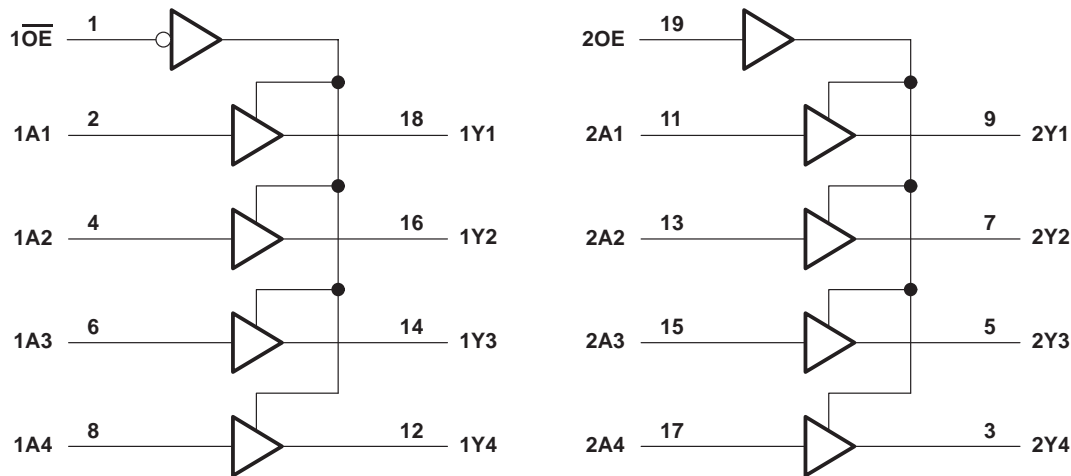 1OE 1
1A1 2 18 1Y1
1A2 4 16 1Y2
1A3 6 14 1Y3
1A4 8 12 1Y4
2OE 19
2A1 11 9 2Y1
2A2 13 7 2Y2
2A3 15 5 2Y3
2A4 17 3 2Y4